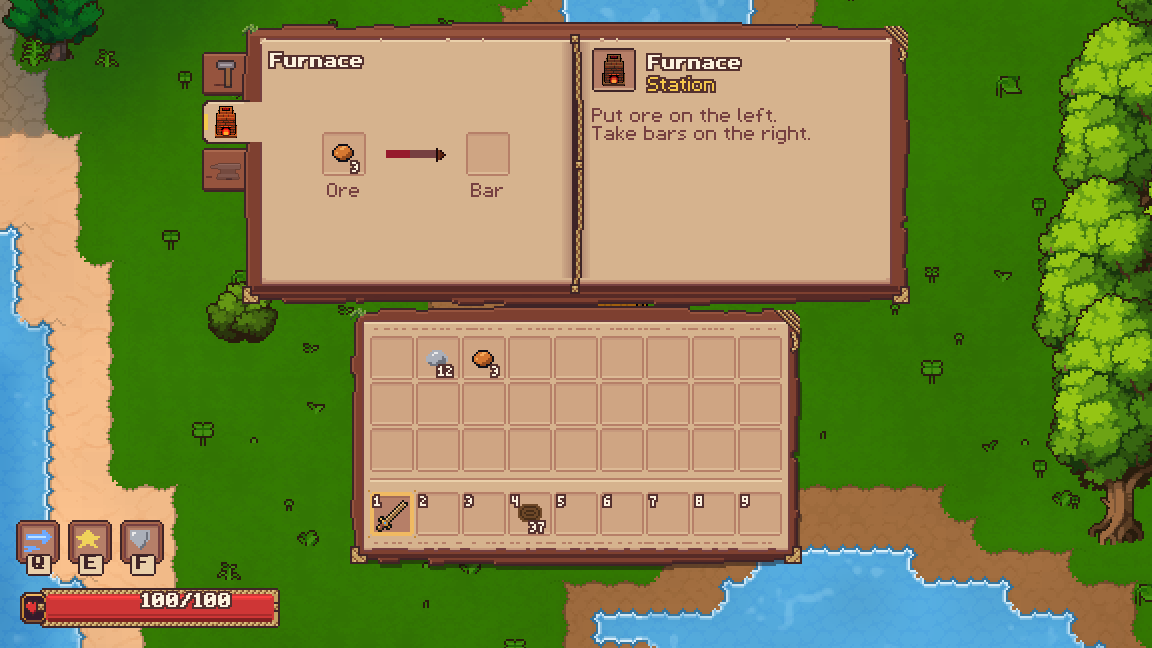 Furnace
Furnace
Station
Put ore on the left.
Take bars on the right.
3
Ore
Bar
12
3
1
2
3
4
5
6
7
8
9
37
Q
E
F
100/100